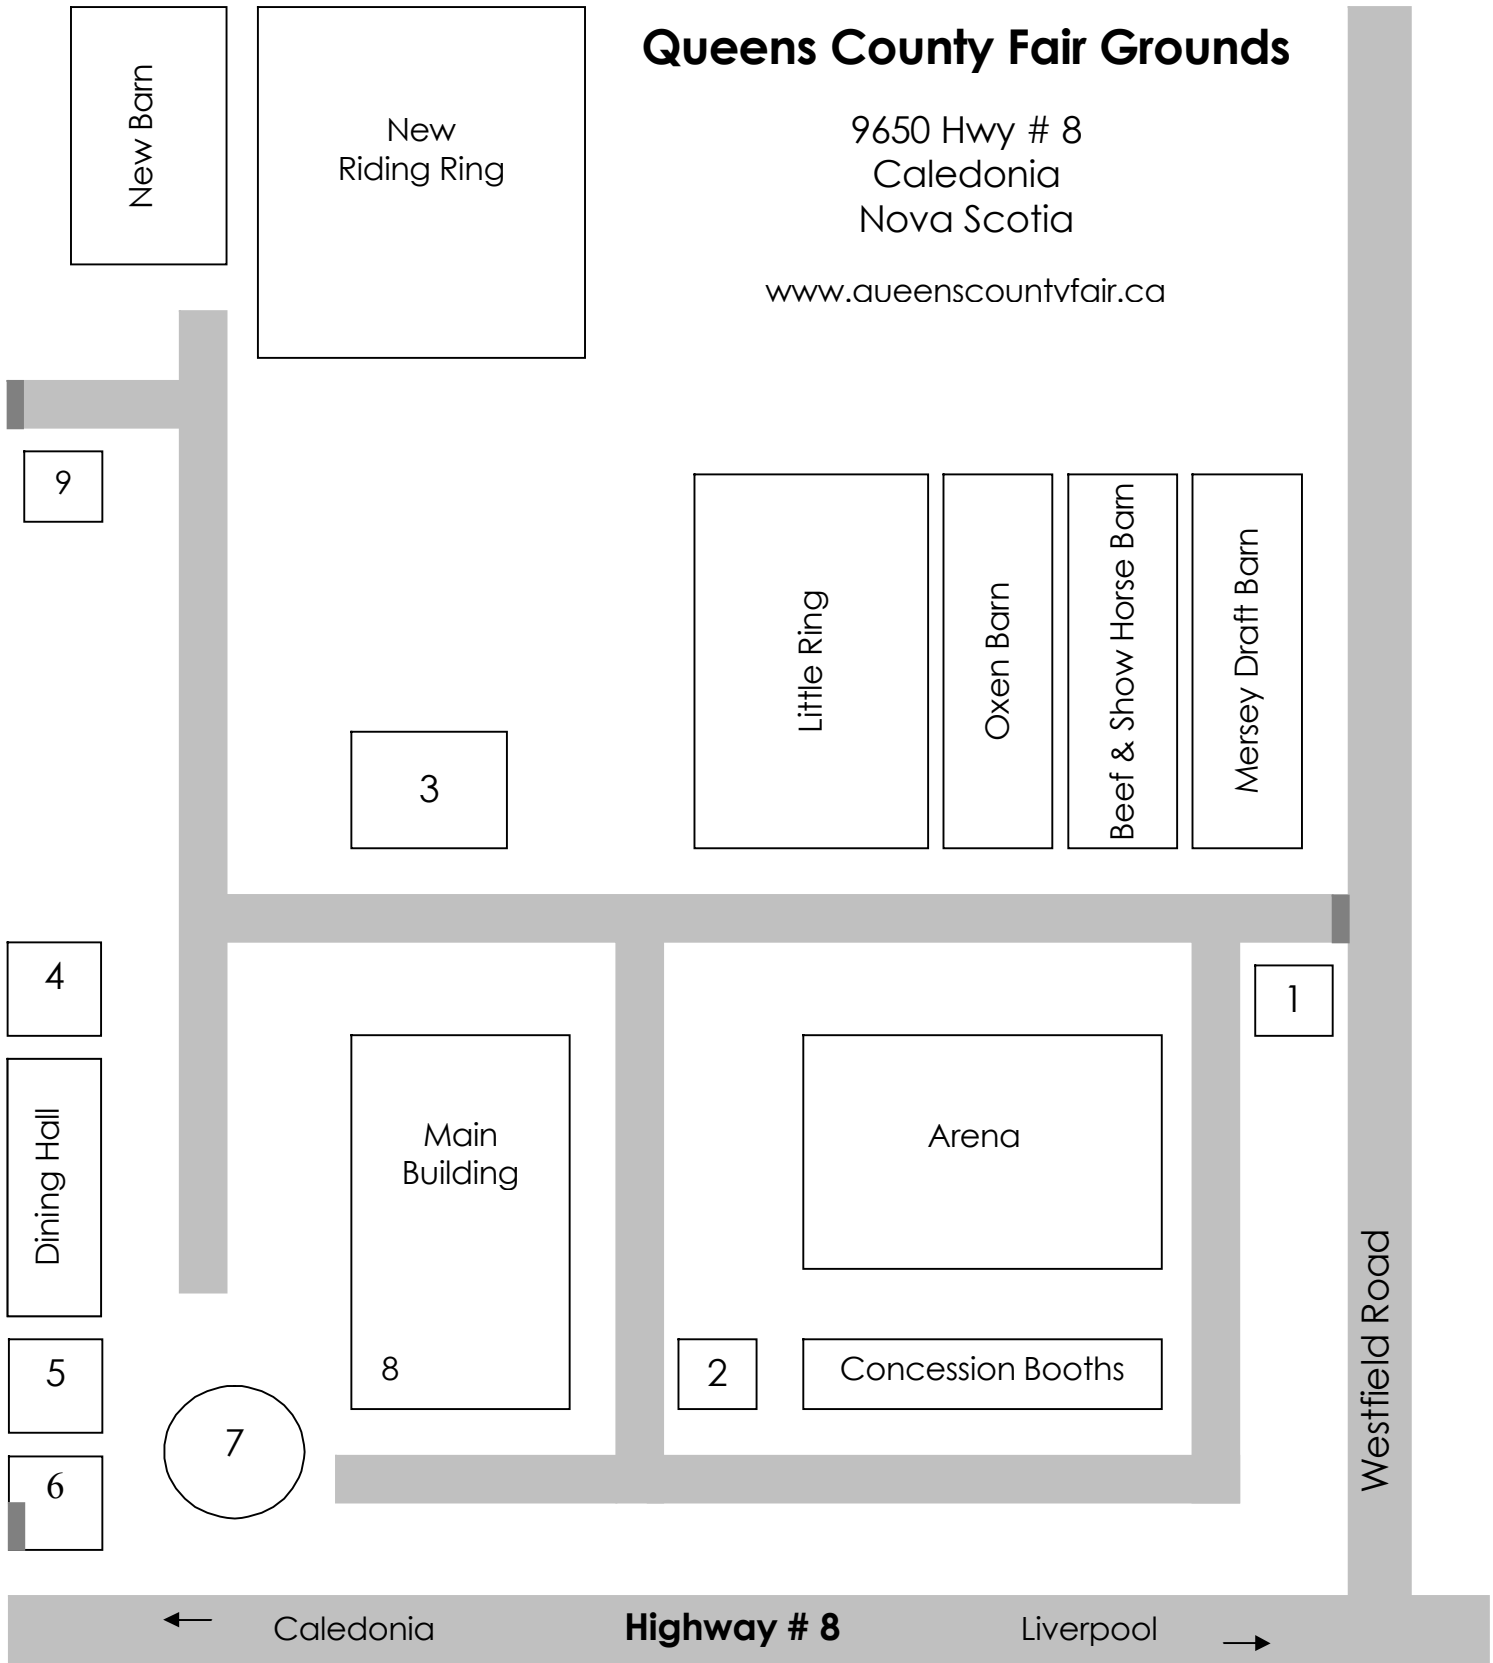 Queens County Fair Grounds
9650 Hwy # 8
Caledonia
Nova Scotia
www.queenscountyfair.ca
New Barn
New
Riding Ring
9
Little Ring
Oxen Barn
Beef & Show Horse Barn
Mersey Draft Barn
3
4
1
Dining Hall
Main
Building
Arena
Westfield Road
5
8
2
Concession Booths
7
6
Caledonia
Highway # 8
Liverpool